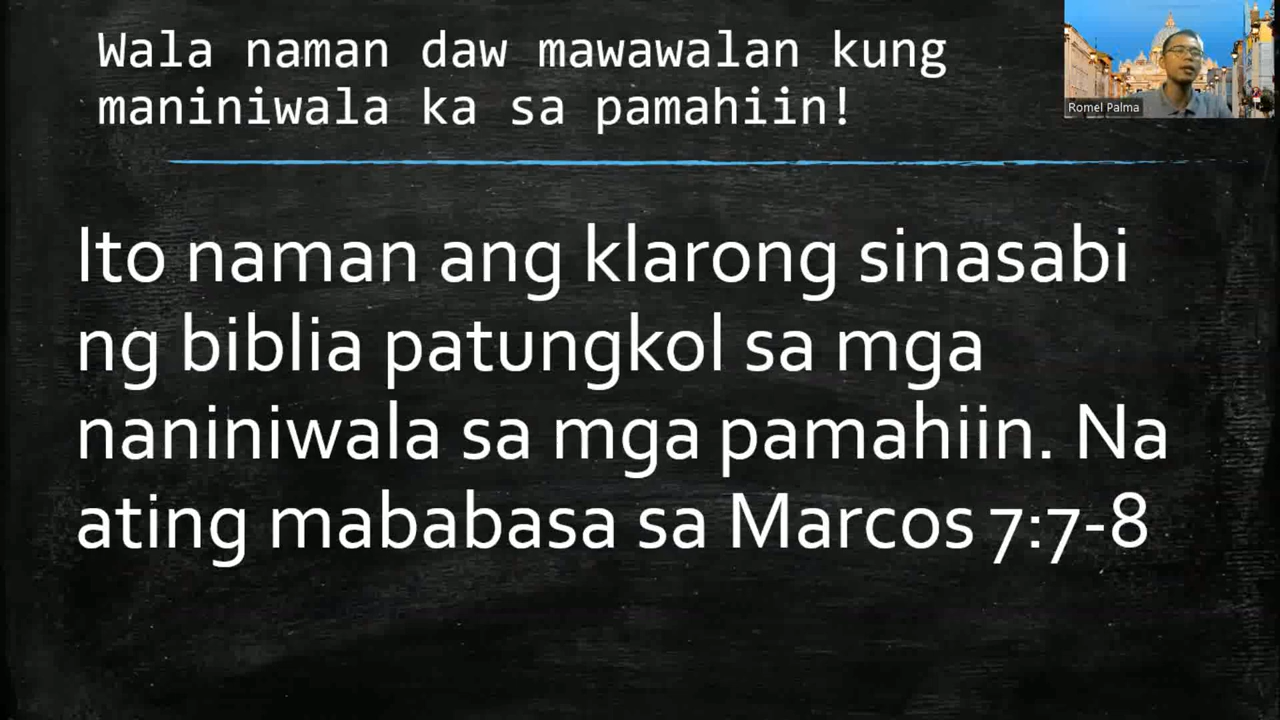 Wala naman daw mawawalan kung
maniniwala ka sa pamahiin!
Romel Palma
Ito naman ang klarong sinasabi
ng biblia patungkol sa mga
naniniwala sa mga pamahiin. Na
ating mababasa sa Marcos 7:7-8